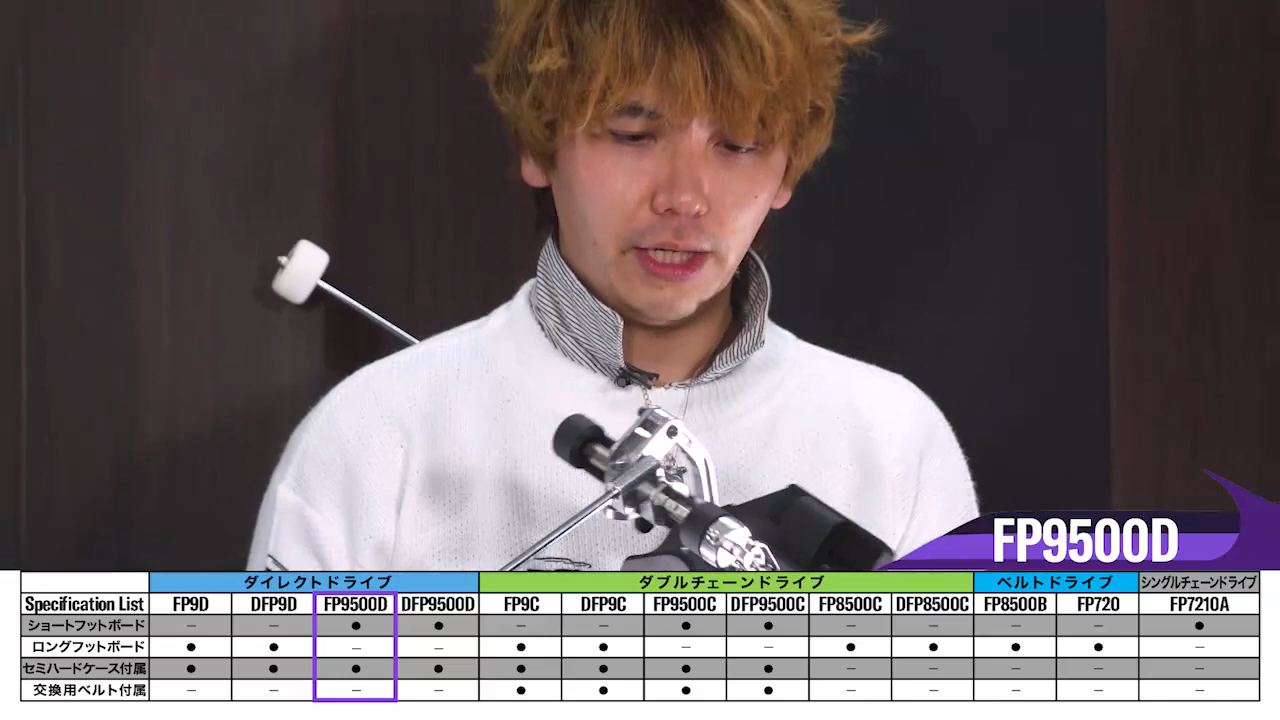 FP9500D
ダイレクトドライブ ダブルチェーンドライブ ベルトドライブ シングルチェーンドライブ
Specification List FP9D DFP9D FP9500D DFP9500D FP9C DFP9C FP9500C DFP9500C FP8500C DFP8500C FP8500B FP720 FP7210A
ショートフットボード － － ● ● － － ● ● － － － － ●
ロングフットボード ● ● － － ● ● － － ● ● ● ● －
セミハードケース付属 ● ● ● ● ● ● ● ● － － － － －
交換用ベルト付属 － － － － ● ● ● ● － － － － －